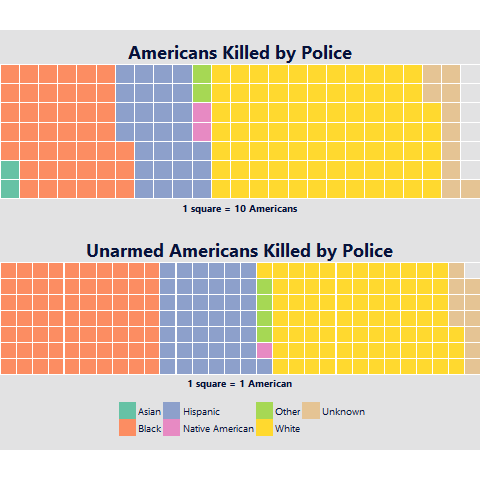 Americans Killed by Police
1 square = 10 Americans
Unarmed Americans Killed by Police
1 square = 1 American
Asian Hispanic Other Unknown
Black Native American White